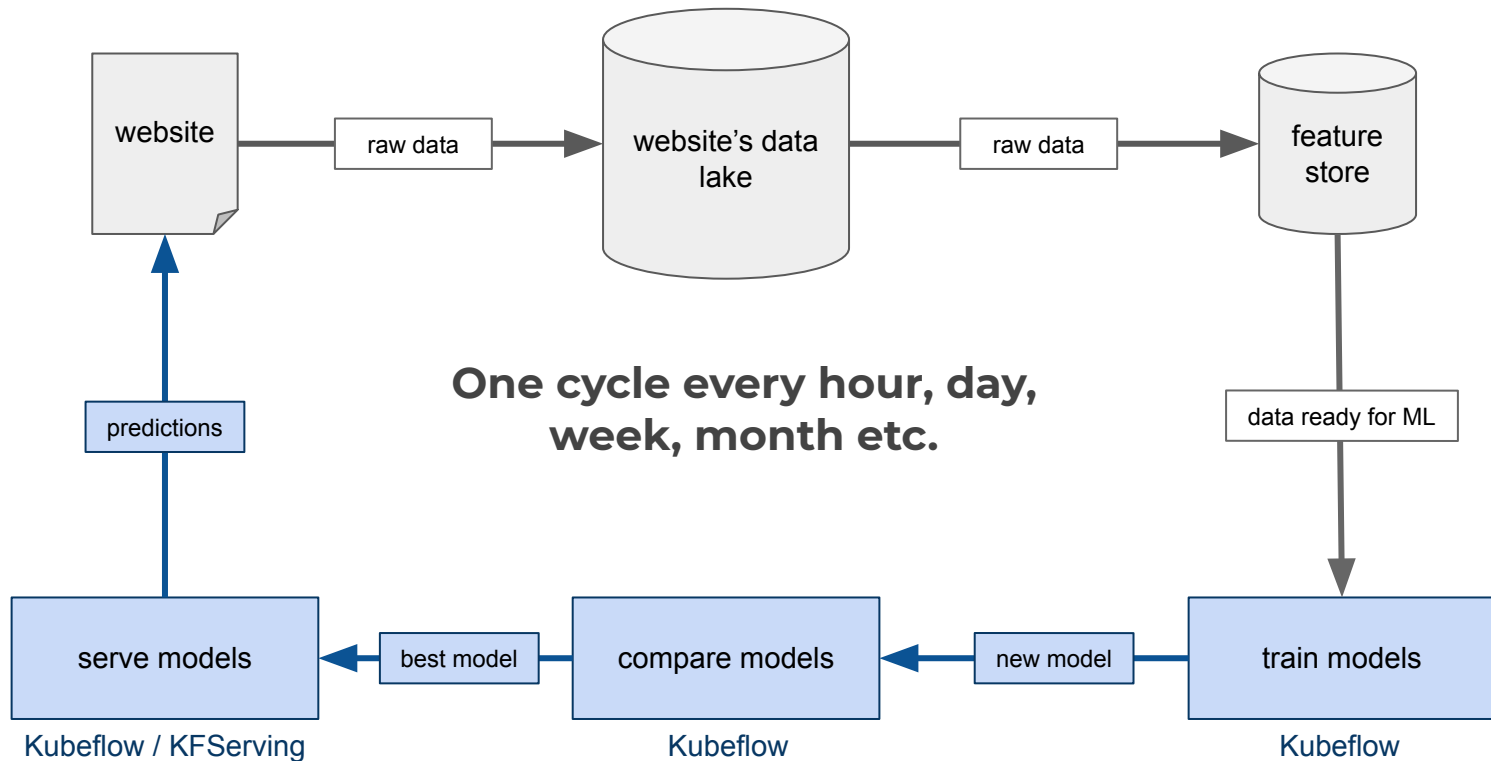 website
raw data
website’s data
lake
raw data
feature
store
One cycle every hour, day,
week, month etc.
predictions
data ready for ML
serve models
best model
compare models
new model
train models
Kubeflow / KFServing
Kubeflow
Kubeflow